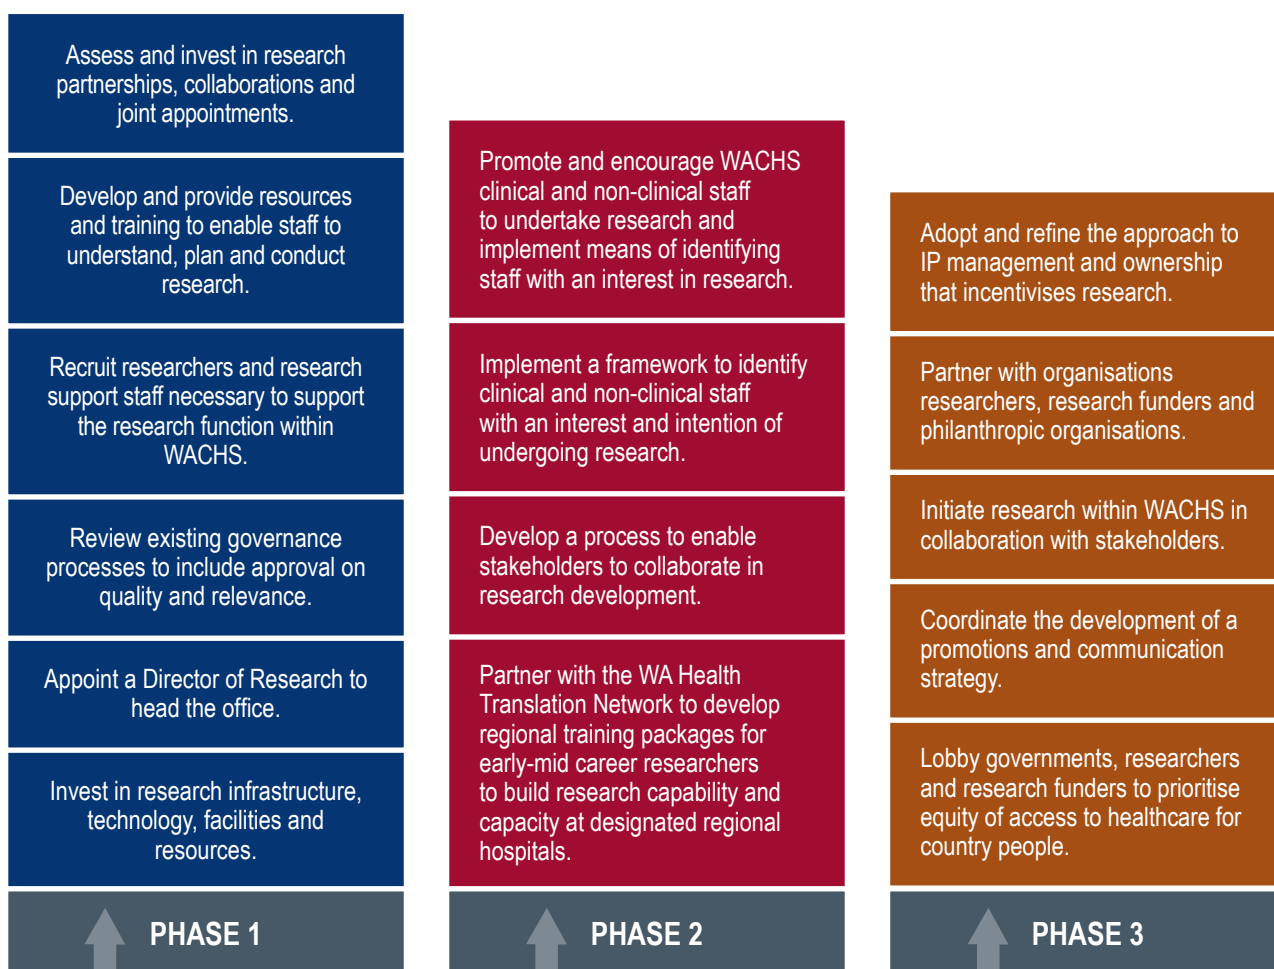 Assess and invest in research
partnerships, collaborations and
joint appointments.
Develop and provide resources
and training to enable staff to
understand, plan and conduct
research.
Recruit researchers and research
support staff necessary to support
the research function within
WACHS.
Review existing governance
processes to include approval on
quality and relevance.
Appoint a Director of Research to
head the office.
Invest in research infrastructure,
technology, facilities and
resources.
PHASE 1
Promote and encourage WACHS
clinical and non-clinical staff
to undertake research and
implement means of identifying
staff with an interest in research.
Implement a framework to identify
clinical and non-clinical staff
with an interest and intention of
undergoing research.
Develop a process to enable
stakeholders to collaborate in
research development.
Partner with the WA Health
Translation Network to develop
regional training packages for
early-mid career researchers
to build research capability and
capacity at designated regional
hospitals.
PHASE 2
Adopt and refine the approach to
IP management and ownership
that incentivises research.
Partner with organisations
researchers, research funders and
philanthropic organisations.
Initiate research within WACHS in
collaboration with stakeholders.
Coordinate the development of a
promotions and communication
strategy.
Lobby governments, researchers
and research funders to prioritise
equity of access to healthcare for
country people.
PHASE 3